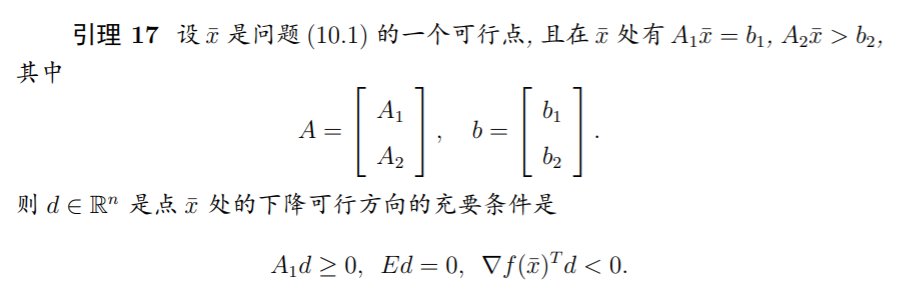 引理 17 设 x̄ 是问题 (10.1) 的一个可行点, 且在 x̄ 处有 A₁x̄ = b₁, A₂x̄ > b₂,
其中
A = [ A₁ ; A₂ ], b = [ b₁ ; b₂ ].
则 d ∈ ℝⁿ 是点 x̄ 处的下降可行方向的充要条件是
A₁d ≥ 0, Ed = 0, ∇f(x̄)ᵀd < 0.